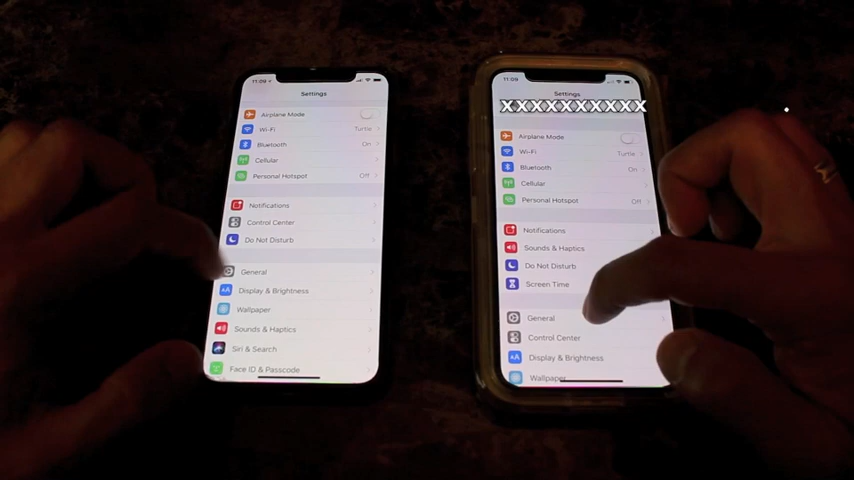 11:09
Settings
Airplane Mode
Wi-Fi Turtle
Bluetooth On
Cellular
Personal Hotspot Off
Notifications
Control Center
Do Not Disturb
General
Display & Brightness
Wallpaper
Sounds & Haptics
Siri & Search
Face ID & Passcode
11:09
Settings
XXXXXXXXXX
Airplane Mode
Wi-Fi Turtle
Bluetooth On
Cellular
Personal Hotspot Off
Notifications
Sounds & Haptics
Do Not Disturb
Screen Time
General
Control Center
Display & Brightness
Wallpaper